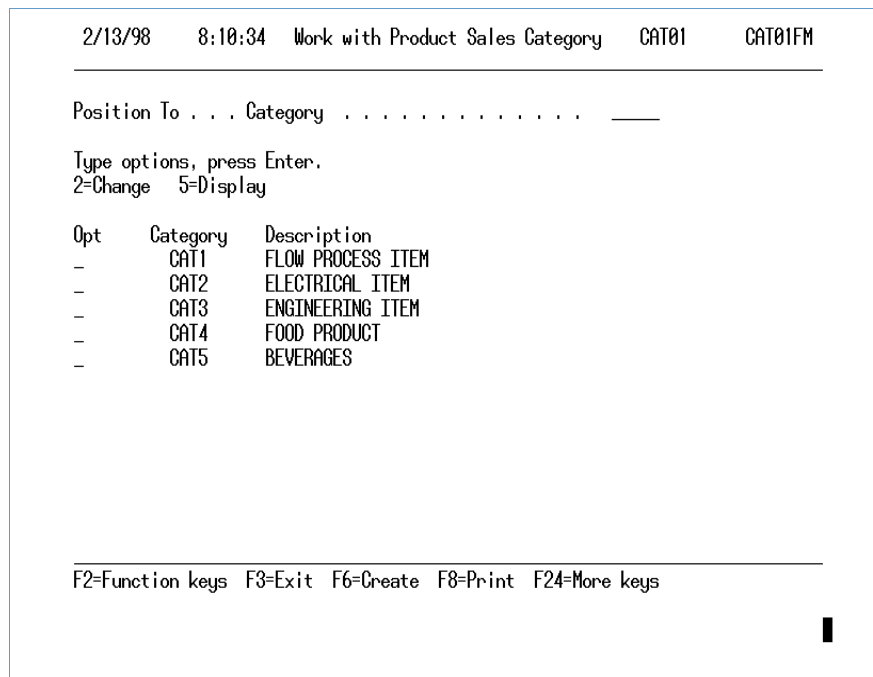 2/13/98 8:10:34 Work with Product Sales Category CAT01 CAT01FM
Position To . . . Category . . . . . . . . . . . . . _____
Type options, press Enter.
2=Change 5=Display
Opt Category Description
_ CAT1 FLOW PROCESS ITEM
_ CAT2 ELECTRICAL ITEM
_ CAT3 ENGINEERING ITEM
_ CAT4 FOOD PRODUCT
_ CAT5 BEVERAGES
F2=Function keys F3=Exit F6=Create F8=Print F24=More keys